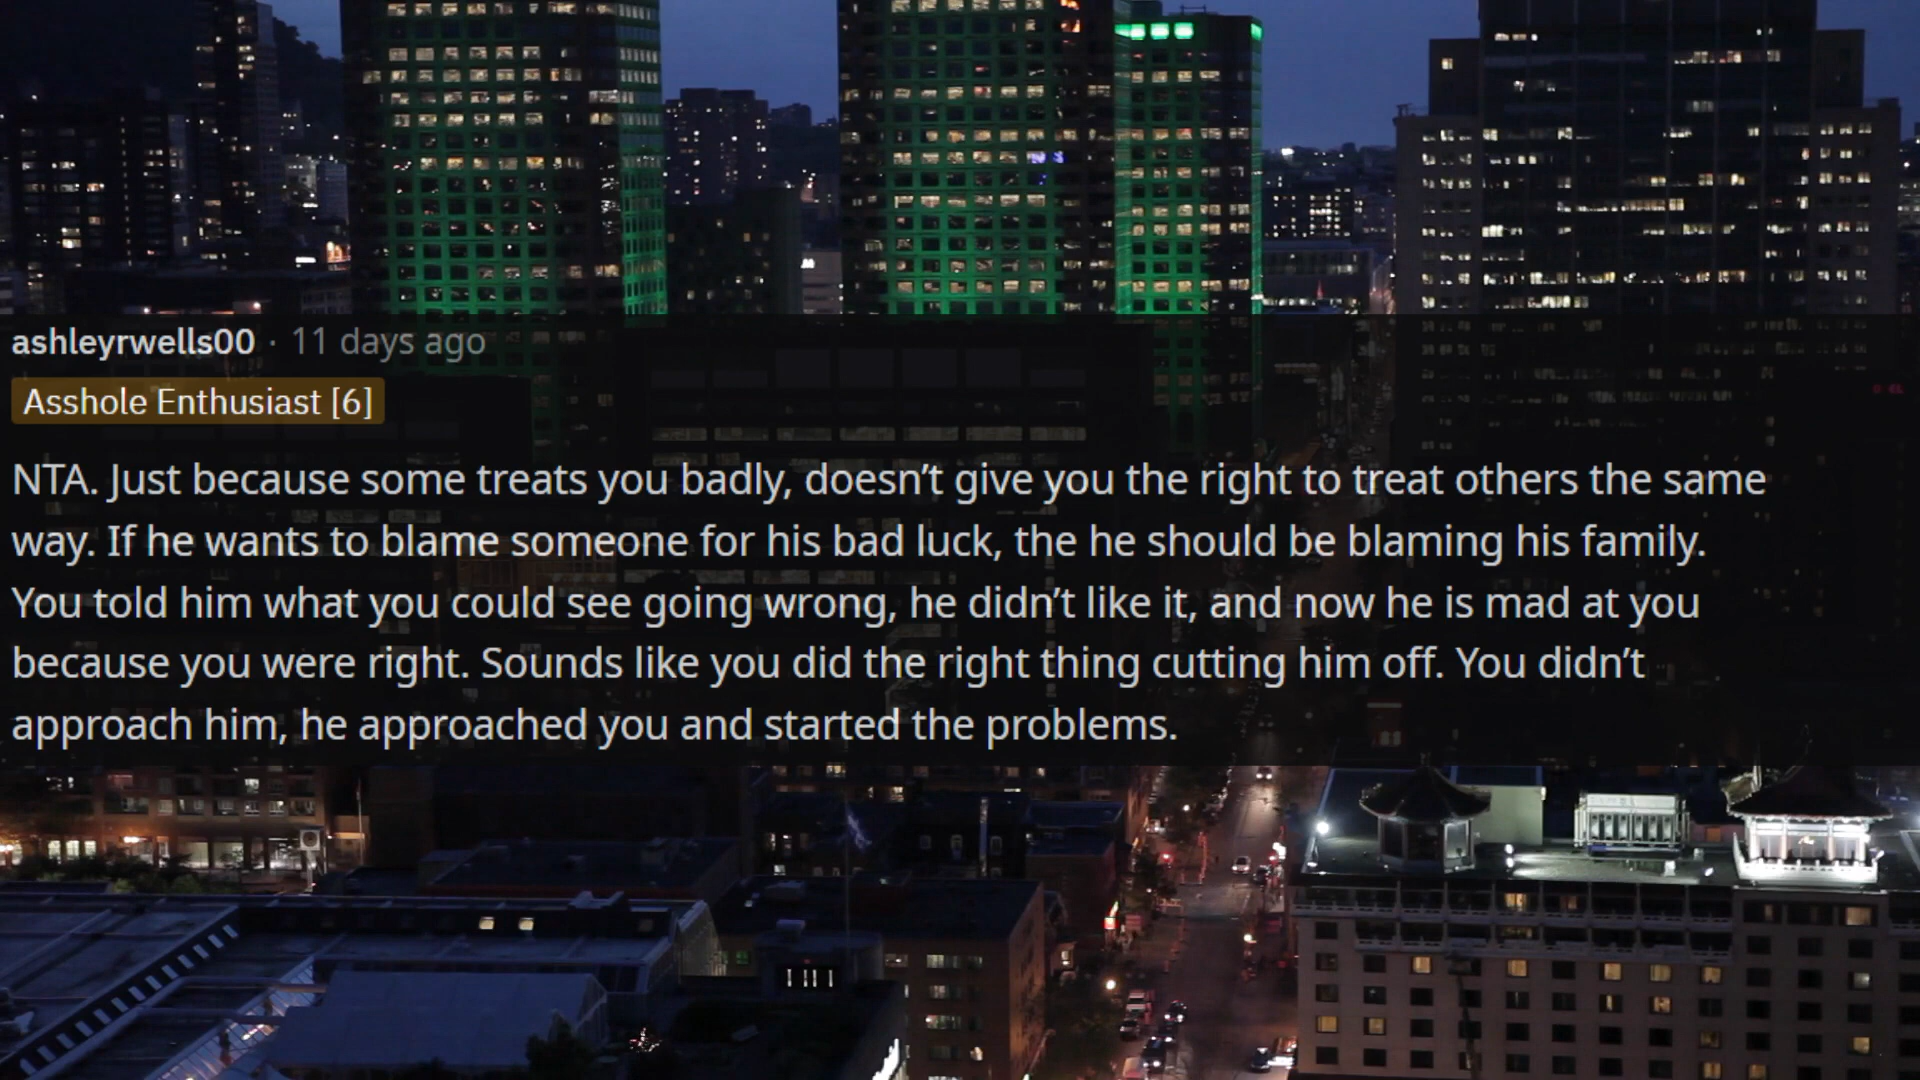 ashleyrwells00 · 11 days ago
Asshole Enthusiast [6]
NTA. Just because some treats you badly, doesn’t give you the right to treat others the same
way. If he wants to blame someone for his bad luck, the he should be blaming his family.
You told him what you could see going wrong, he didn’t like it, and now he is mad at you
because you were right. Sounds like you did the right thing cutting him off. You didn’t
approach him, he approached you and started the problems.